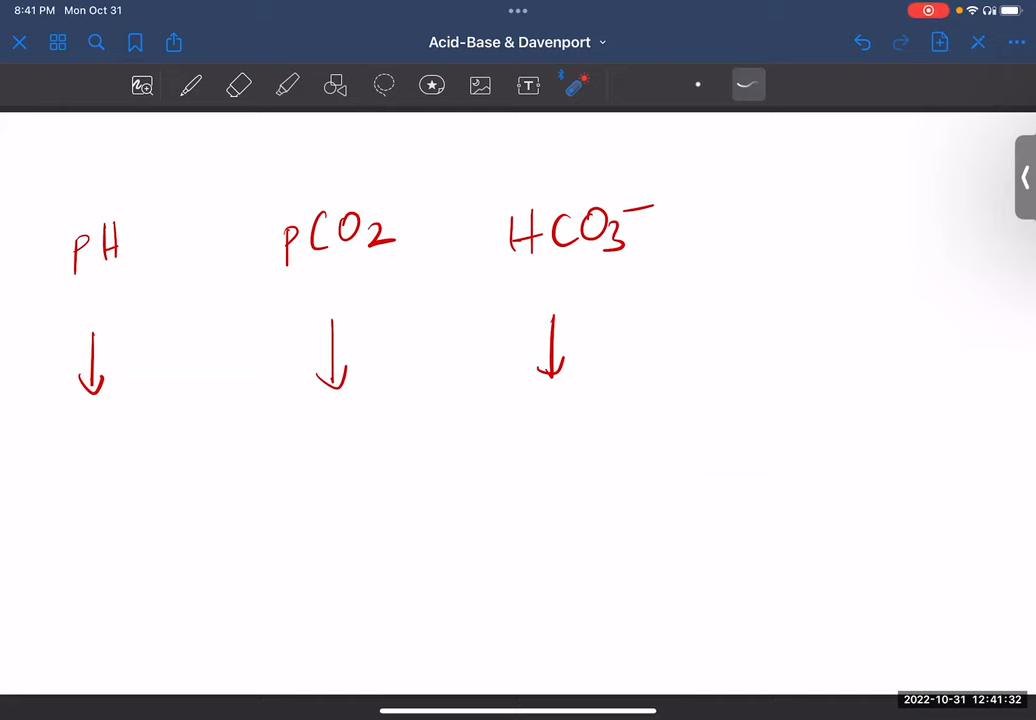 8:41 PM Mon Oct 31
Acid-Base & Davenport
T
pH pCO2 HCO3⁻
↓ ↓ ↓
2022-10-31 12:41:32